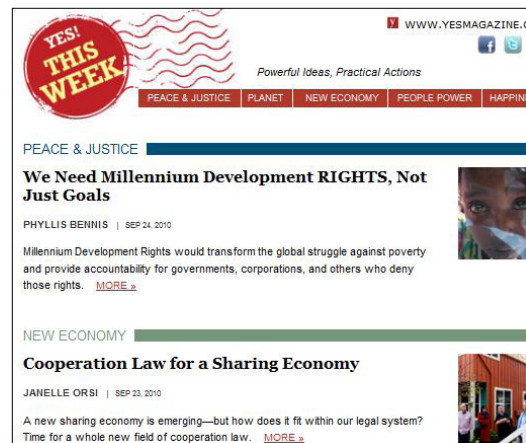 YES!
THIS
WEEK
WWW.YESMAGAZINE.
Powerful Ideas, Practical Actions
PEACE & JUSTICE PLANET NEW ECONOMY PEOPLE POWER HAPPIN
PEACE & JUSTICE
We Need Millennium Development RIGHTS, Not
Just Goals
PHYLLIS BENNIS | SEP 24, 2010
Millennium Development Rights would transform the global struggle against poverty
and provide accountability for governments, corporations, and others who deny
those rights. MORE »
NEW ECONOMY
Cooperation Law for a Sharing Economy
JANELLE ORSI | SEP 23, 2010
A new sharing economy is emerging—but how does it fit within our legal system?
Time for a whole new field of cooperation law. MORE »